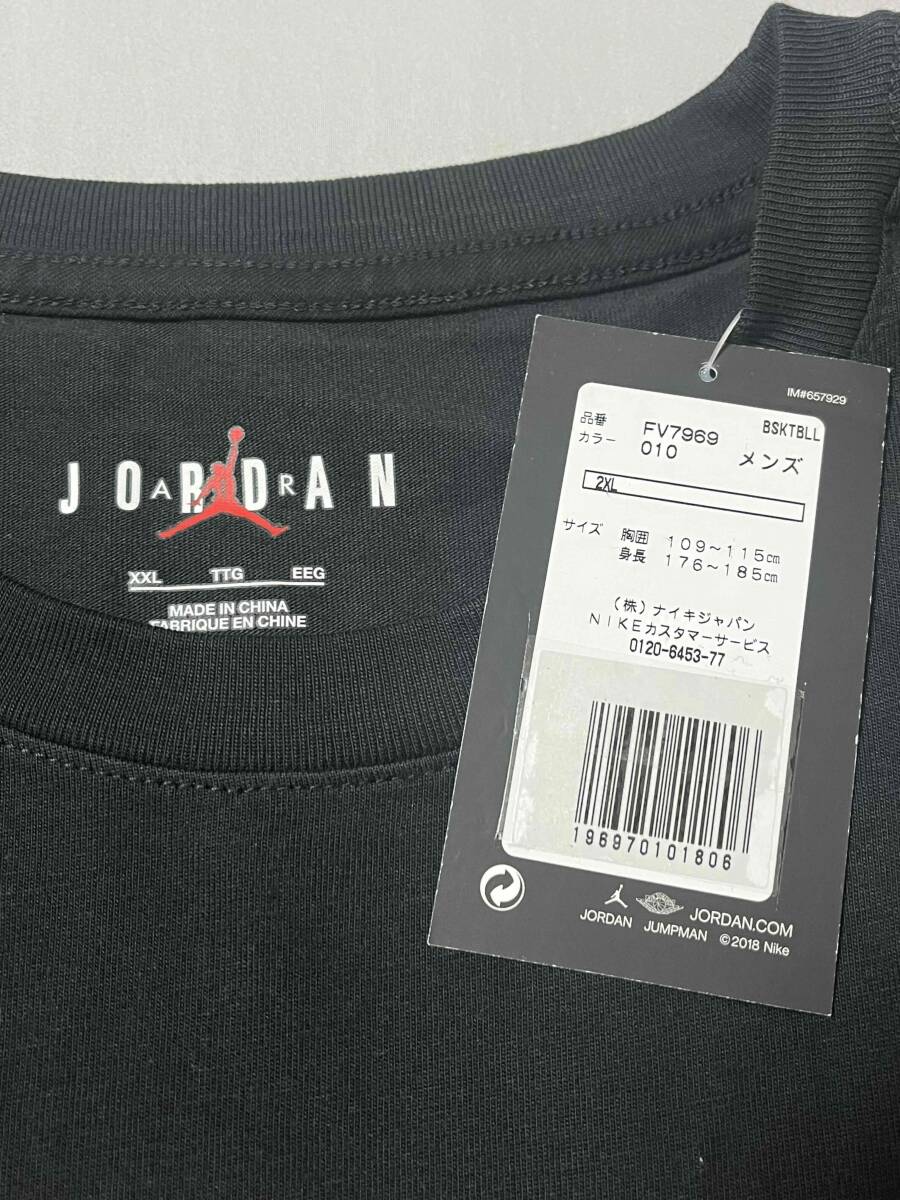 JORDAN
AIR
XXL TTG EEG
MADE IN CHINA
FABRIQUE EN CHINE
IM#657929
品番 FV7969 BSKTBLL
カラー 010 メンズ
2XL
サイズ 胸囲 109~115㎝
身長 176~185㎝
(株)ナイキジャパン
NIKEカスタマーサービス
0120-6453-77
196970101806
JORDAN JUMPMAN
JORDAN.COM
©2018 Nike